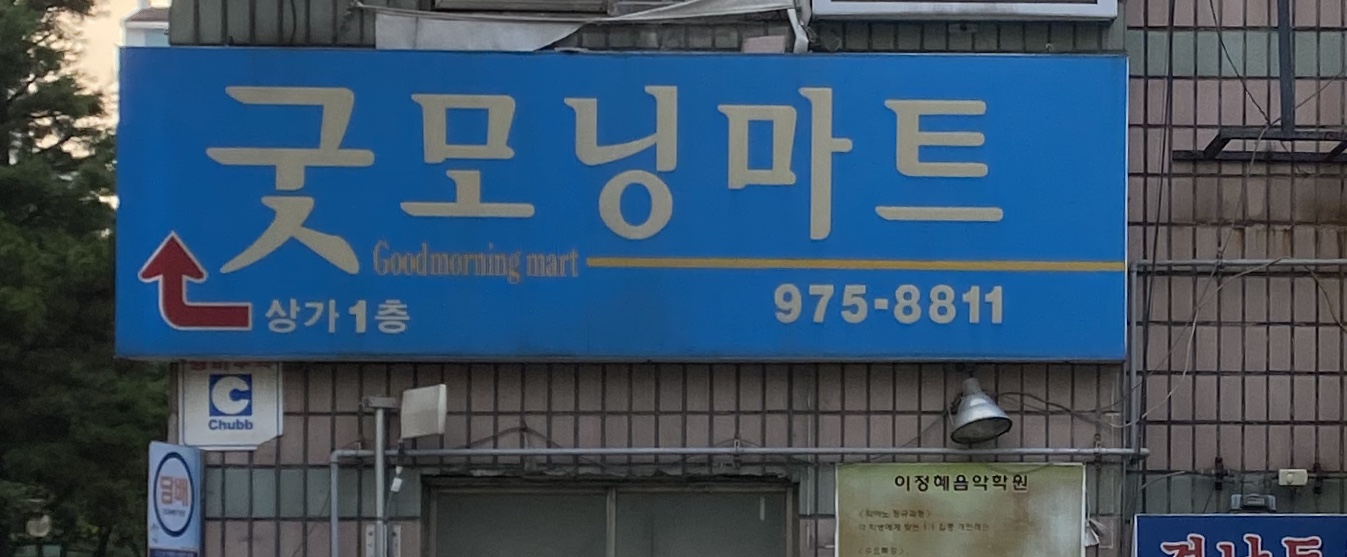 굿모닝마트
Goodmorning mart
상가 1층
975-8811
Chubb
담배
이정혜음악학원